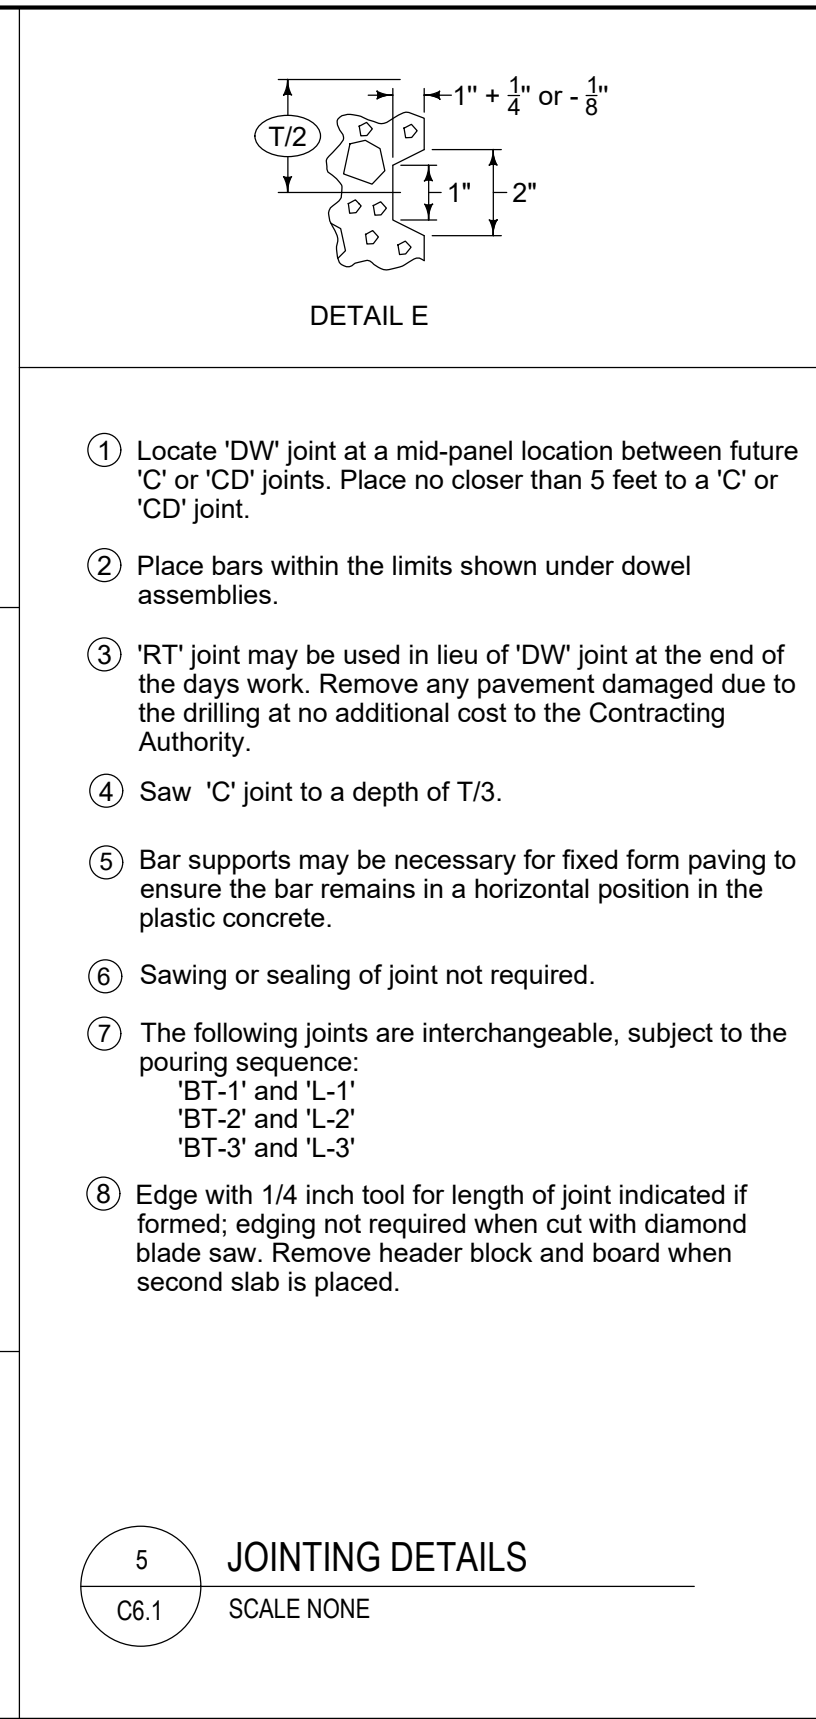 1" + 1/4" or - 1/8"
T/2
1"
2"
DETAIL E
1 Locate 'DW' joint at a mid-panel location between future
'C' or 'CD' joints. Place no closer than 5 feet to a 'C' or
'CD' joint.
2 Place bars within the limits shown under dowel
assemblies.
3 'RT' joint may be used in lieu of 'DW' joint at the end of
the days work. Remove any pavement damaged due to
the drilling at no additional cost to the Contracting
Authority.
4 Saw 'C' joint to a depth of T/3.
5 Bar supports may be necessary for fixed form paving to
ensure the bar remains in a horizontal position in the
plastic concrete.
6 Sawing or sealing of joint not required.
7 The following joints are interchangeable, subject to the
pouring sequence:
'BT-1' and 'L-1'
'BT-2' and 'L-2'
'BT-3' and 'L-3'
8 Edge with 1/4 inch tool for length of joint indicated if
formed; edging not required when cut with diamond
blade saw. Remove header block and board when
second slab is placed.
5 JOINTING DETAILS
C6.1 SCALE NONE